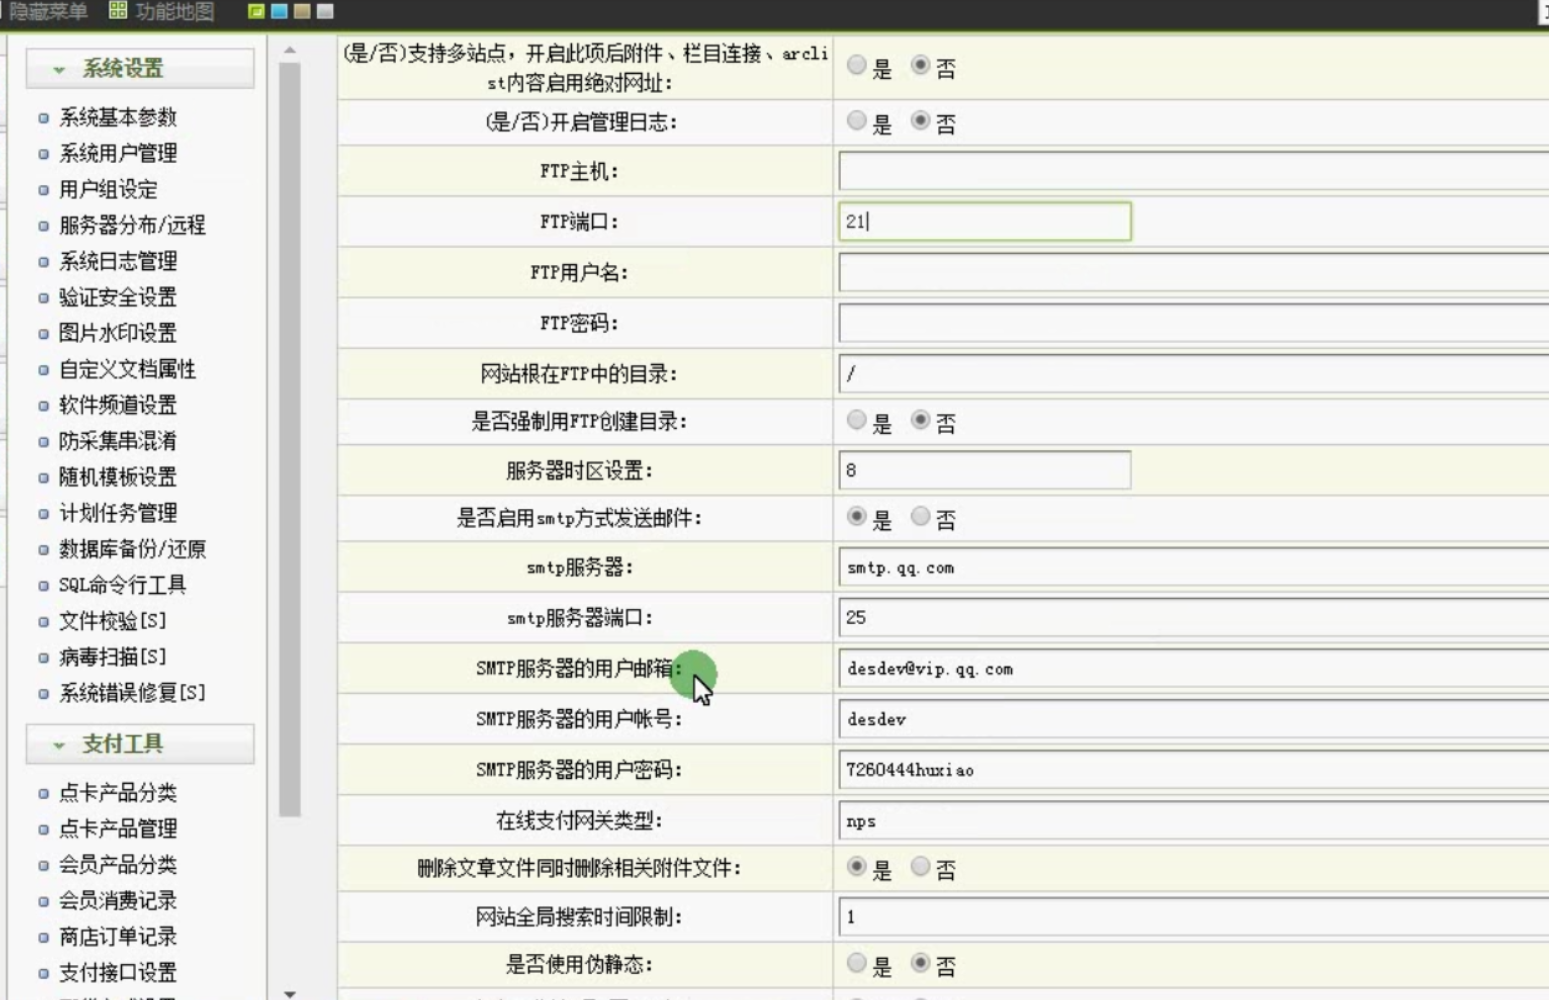 隐藏菜单 功能地图
系统设置
系统基本参数
系统用户管理
用户组设定
服务器分布/远程
系统日志管理
验证安全设置
图片水印设置
自定义文档属性
软件频道设置
防采集串混淆
随机模板设置
计划任务管理
数据库备份/还原
SQL命令行工具
文件校验[S]
病毒扫描[S]
系统错误修复[S]
支付工具
点卡产品分类
点卡产品管理
会员产品分类
会员消费记录
商店订单记录
支付接口设置
(是/否)支持多站点，开启此项后附件、栏目连接、arcli
st内容启用绝对网址： 是 否
(是/否)开启管理日志： 是 否
FTP主机：
FTP端口： 21
FTP用户名：
FTP密码：
网站根在FTP中的目录： /
是否强制用FTP创建目录： 是 否
服务器时区设置： 8
是否启用smtp方式发送邮件： 是 否
smtp服务器： smtp.qq.com
smtp服务器端口： 25
SMTP服务器的用户邮箱： desdev@vip.qq.com
SMTP服务器的用户帐号： desdev
SMTP服务器的用户密码： 7260444huxiao
在线支付网关类型： nps
删除文章文件同时删除相关附件文件： 是 否
网站全局搜索时间限制： 1
是否使用伪静态： 是 否